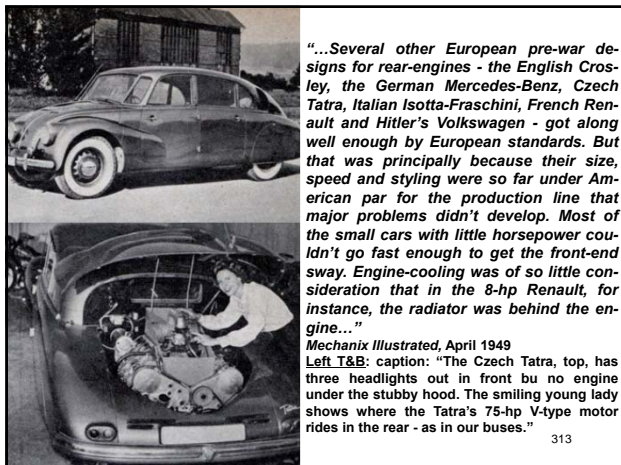 “…Several other European pre-war de-
signs for rear-engines - the English Cros-
ley, the German Mercedes-Benz, Czech
Tatra, Italian Isotta-Fraschini, French Ren-
ault and Hitler’s Volkswagen - got along
well enough by European standards. But
that was principally because their size,
speed and styling were so far under Am-
erican par for the production line that
major problems didn’t develop. Most of
the small cars with little horsepower cou-
ldn’t go fast enough to get the front-end
sway. Engine-cooling was of so little con-
sideration that in the 8-hp Renault, for
instance, the radiator was behind the en-
gine…”
Mechanix Illustrated, April 1949
Left T&B: caption: “The Czech Tatra, top, has
three headlights out in front bu no engine
under the stubby hood. The smiling young lady
shows where the Tatra’s 75-hp V-type motor
rides in the rear - as in our buses.”
313